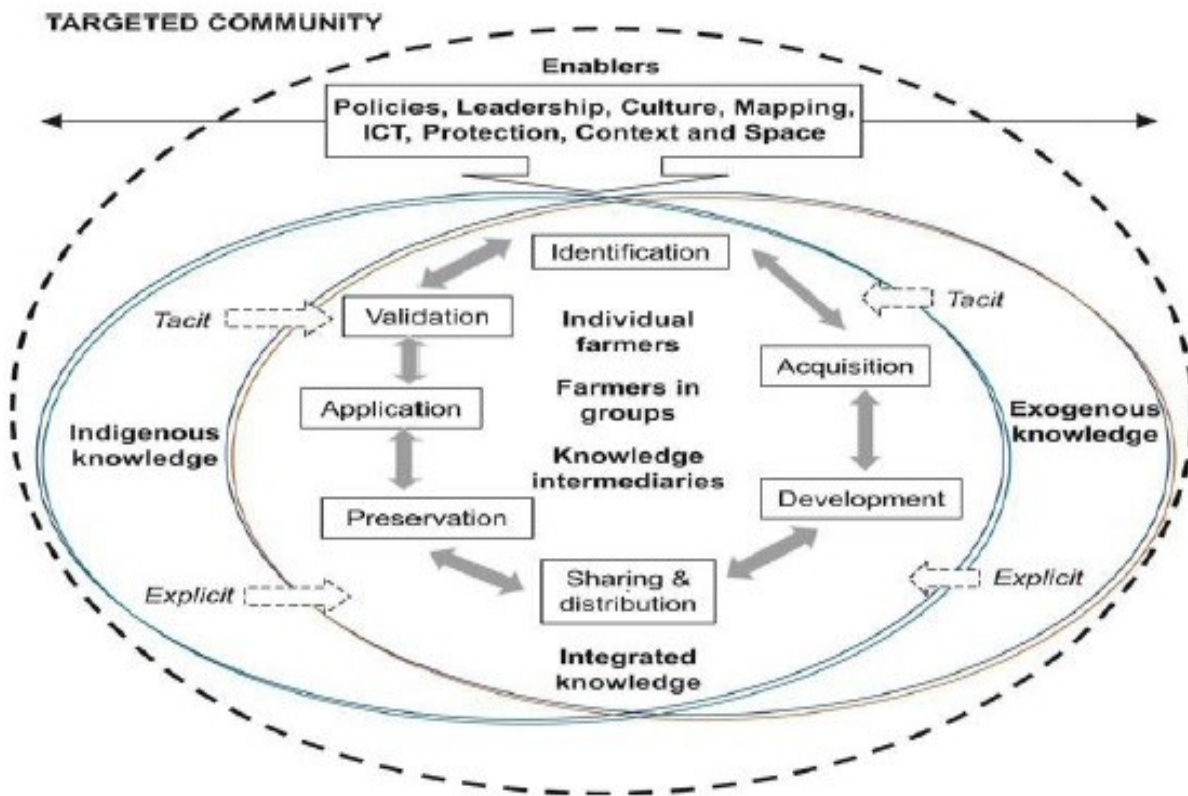 TARGETED COMMUNITY
Enablers
Policies, Leadership, Culture, Mapping,
ICT, Protection, Context and Space
Identification
Tacit
Validation
Individual
farmers
Tacit
Acquisition
Application
Farmers in
groups
Indigenous
knowledge
Exogenous
knowledge
Knowledge
intermediaries
Preservation
Development
Explicit
Sharing &
distribution
Explicit
Integrated
knowledge